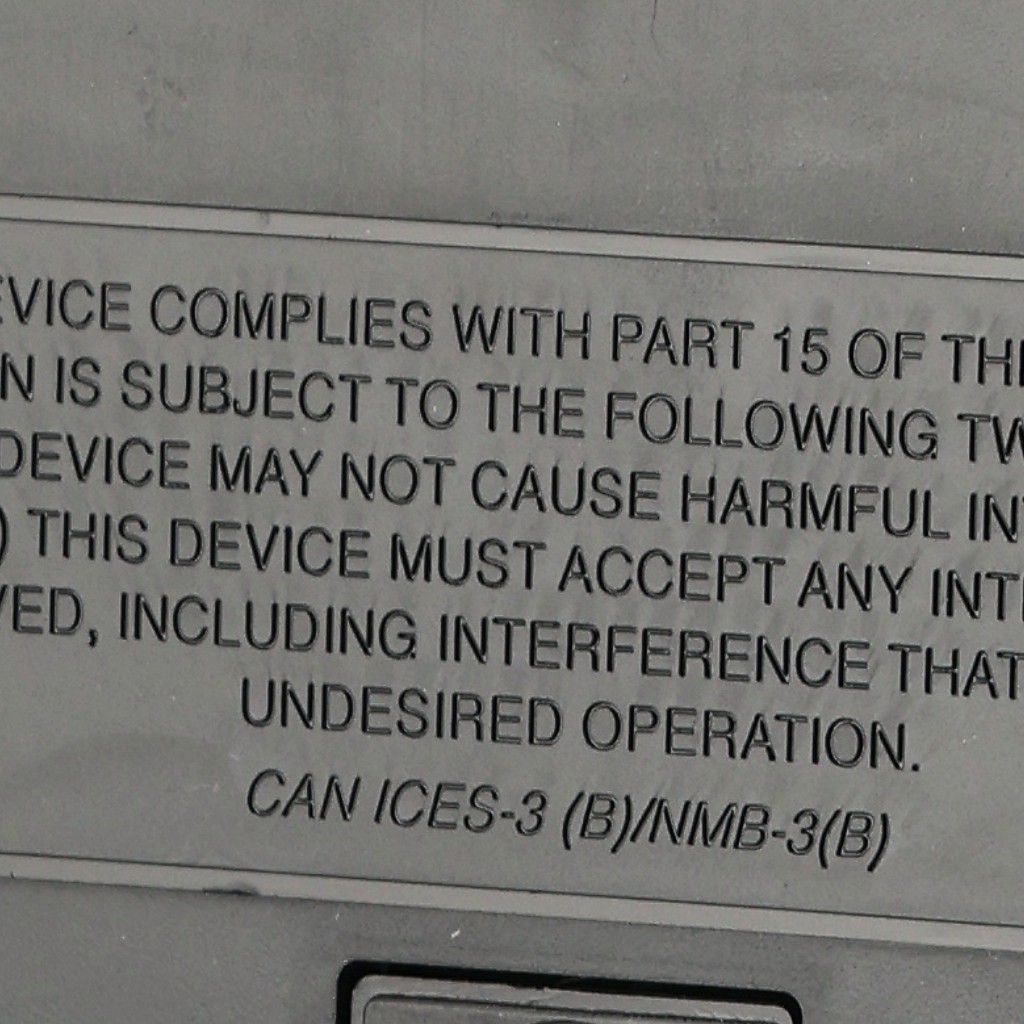 EVICE COMPLIES WITH PART 15 OF THE
N IS SUBJECT TO THE FOLLOWING TW
DEVICE MAY NOT CAUSE HARMFUL IN
) THIS DEVICE MUST ACCEPT ANY INT
VED, INCLUDING INTERFERENCE THAT
UNDESIRED OPERATION.
CAN ICES-3 (B)/NMB-3(B)